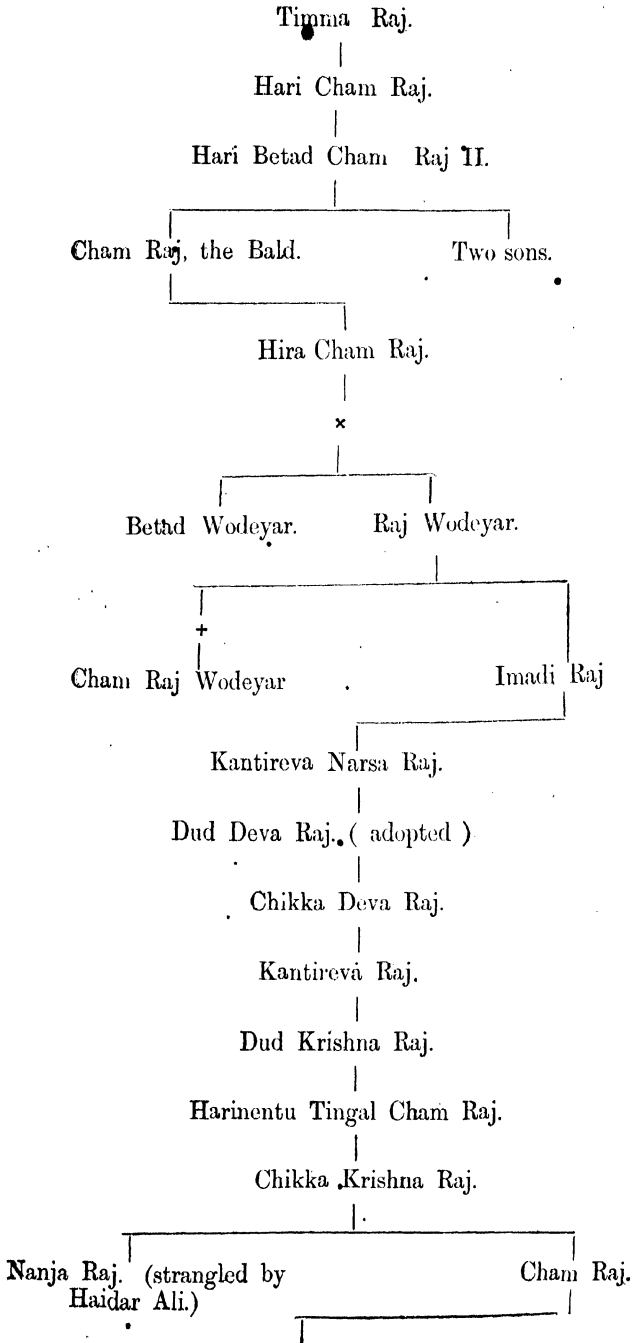 Timma Raj.
Hari Cham Raj.
Hari Betad Cham Raj II.
Cham Raj, the Bald. Two sons.
Hira Cham Raj.
×
Betad Wodeyar. Raj Wodeyar.
+
Cham Raj Wodeyar Imadi Raj
Kantireva Narsa Raj.
Dud Deva Raj. ( adopted )
Chikka Deva Raj.
Kantireva Raj.
Dud Krishna Raj.
Harinentu Tingal Cham Raj.
Chikka Krishna Raj.
Nanja Raj. (strangled by Cham Raj.
Haidar Ali.)